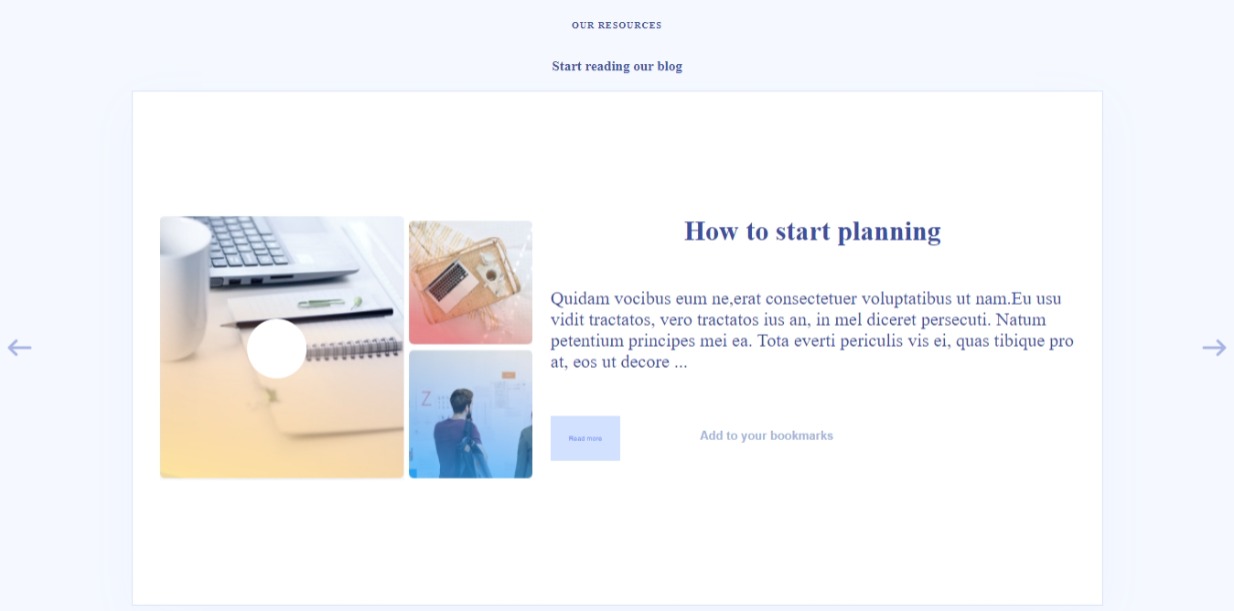 OUR RESOURCES
Start reading our blog
How to start planning
Quidam vocibus eum ne,erat consectetuer voluptatibus ut nam.Eu usu
vidit tractatos, vero tractatos ius an, in mel diceret persecuti. Natum
petentium principes mei ea. Tota everti periculis vis ei, quas tibique pro
at, eos ut decore ...
Z
Read more
Add to your bookmarks